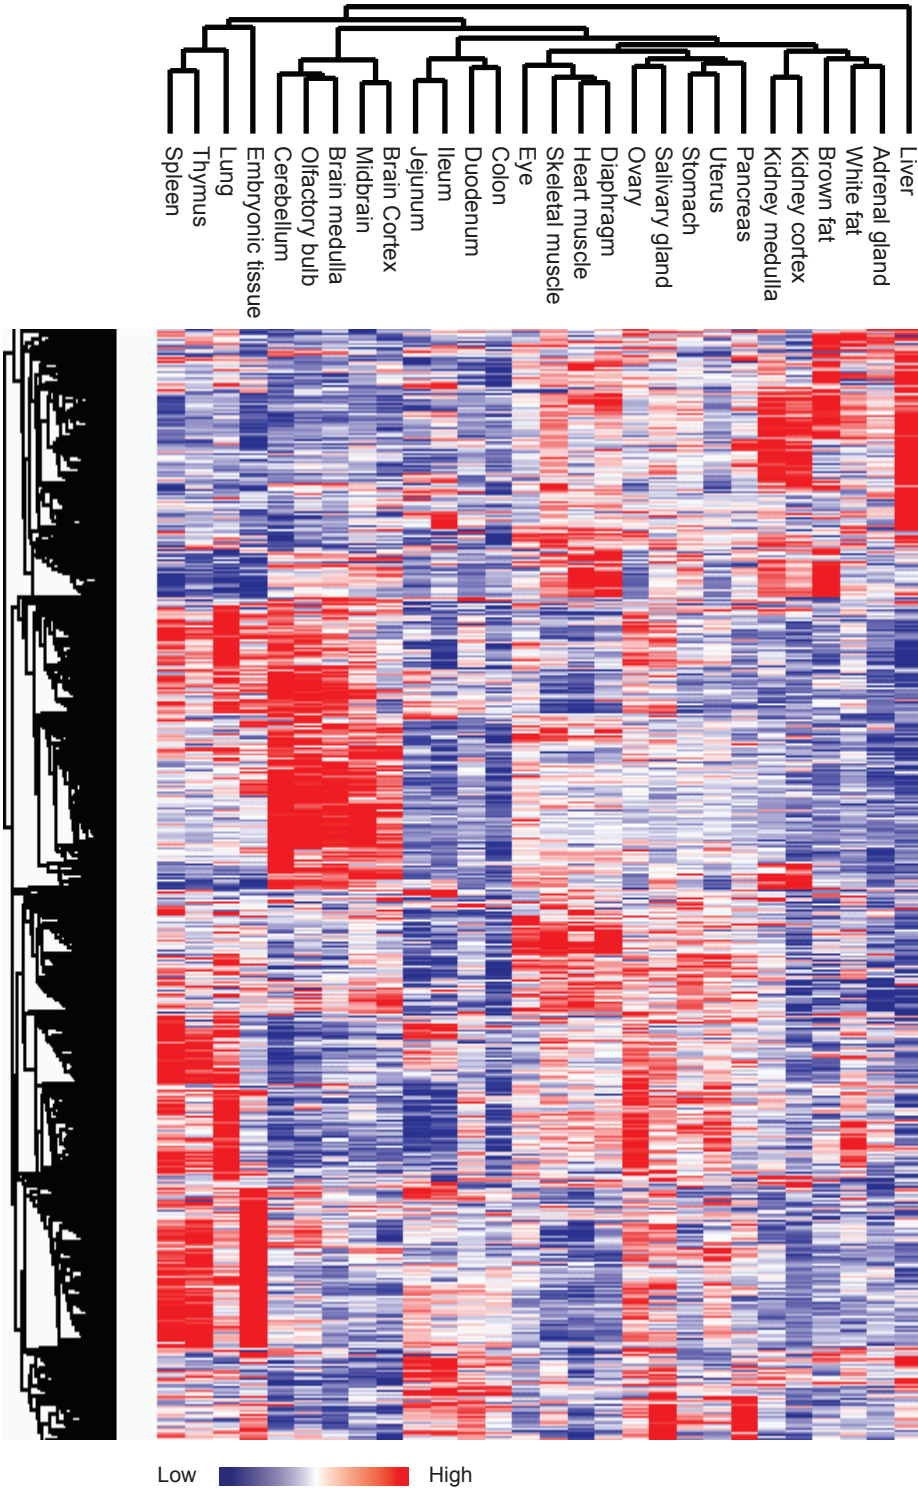 Spleen
Thymus
Lung
Embryonic tissue
Cerebellum
Olfactory bulb
Brain medulla
Midbrain
Brain Cortex
Jejunum
Ileum
Duodenum
Colon
Eye
Skeletal muscle
Heart muscle
Diaphragm
Ovary
Salivary gland
Stomach
Uterus
Pancreas
Kidney medulla
Kidney cortex
Brown fat
White fat
Adrenal gland
Liver
Low High